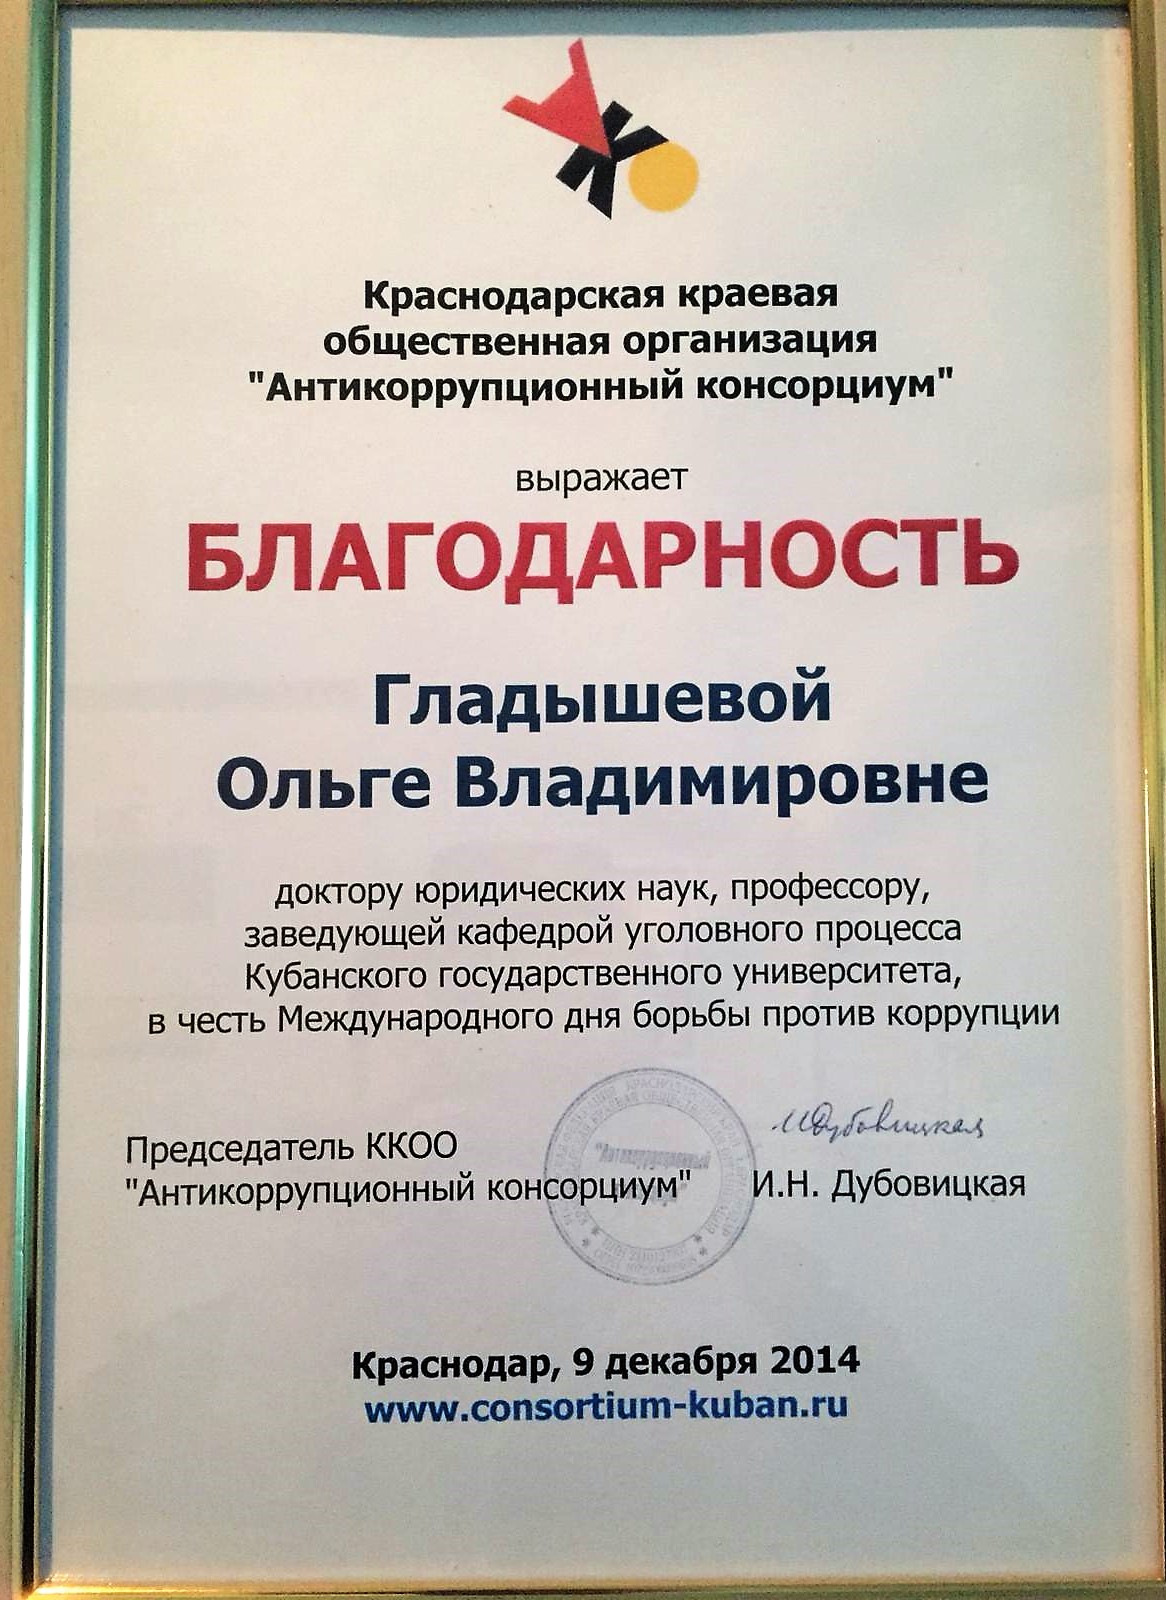 Краснодарская краевая
общественная организация
"Антикоррупционный консорциум"
выражает
БЛАГОДАРНОСТЬ
Гладышевой
Ольге Владимировне
доктору юридических наук, профессору,
заведующей кафедрой уголовного процесса
Кубанского государственного университета,
в честь Международного дня борьбы против коррупции
Председатель ККОО
"Антикоррупционный консорциум"
"Антикоррупционный
ИДубовицкая
И.Н. Дубовицкая
Краснодар, 9 декабря 2014
www.consortium-kuban.ru